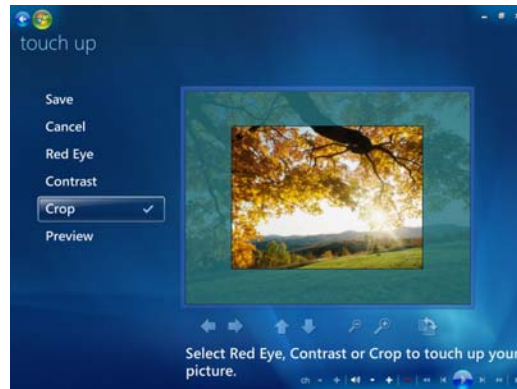 touch up
Save
Cancel
Red Eye
Contrast
Crop
Preview
Select Red Eye, Contrast or Crop to touch up your
picture.
ch - +